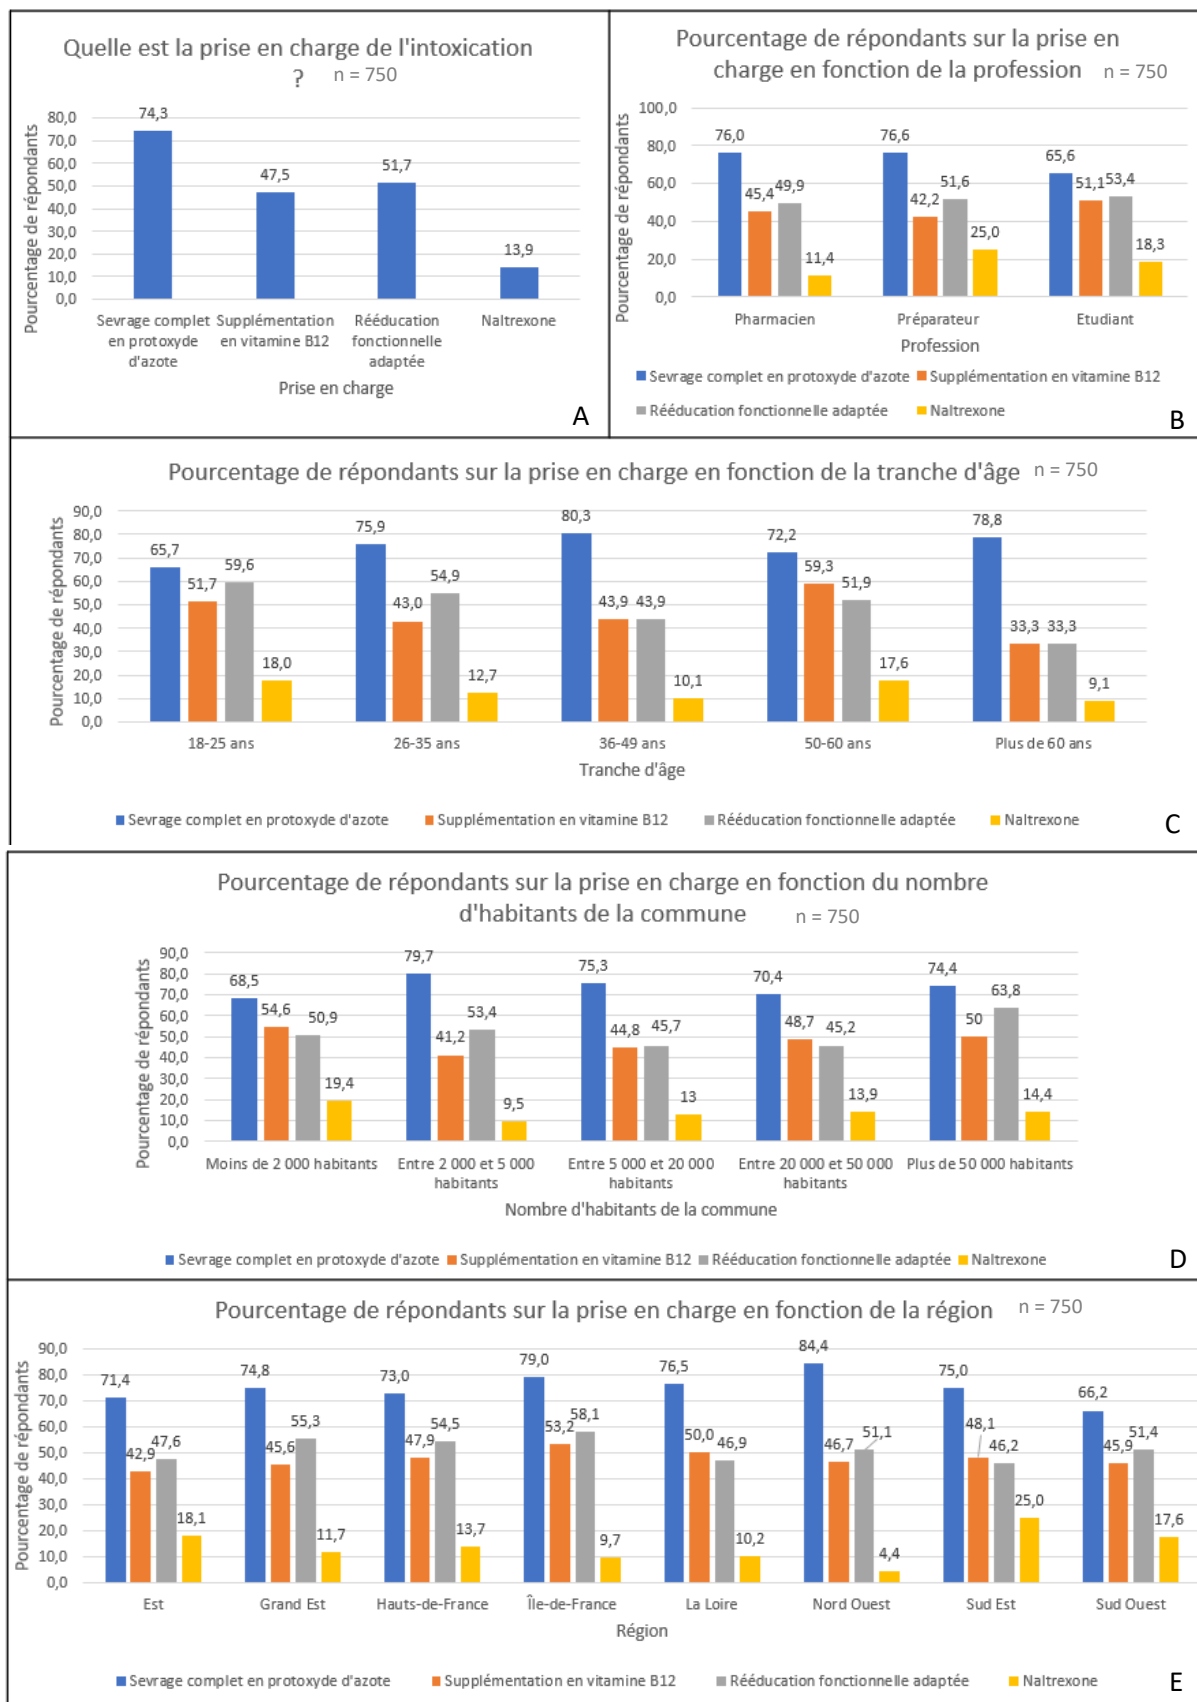 Quelle est la prise en charge de l'intoxication
? n = 750
Pourcentage de répondants
80,0
70,0
60,0
50,0
40,0
30,0
20,0
10,0
0,0
74,3
47,5
51,7
13,9
Sevrage complet Supplémentation Rééducation Naltrexone
en protoxyde en vitamine B12 fonctionnelle
d'azote adaptée
Prise en charge
A
Pourcentage de répondants sur la prise en
charge en fonction de la profession n = 750
Pourcentage de répondants
100,0
80,0
60,0
40,0
20,0
0,0
76,0 45,4 49,9 11,4
76,6 42,2 51,6 25,0
65,6 51,1 53,4 18,3
Pharmacien Préparateur Etudiant
Profession
Sevrage complet en protoxyde d'azote Supplémentation en vitamine B12
Rééducation fonctionnelle adaptée Naltrexone
B
Pourcentage de répondants sur la prise en charge en fonction de la tranche d'âge n = 750
Pourcentage de répondants
90,0
80,0
70,0
60,0
50,0
40,0
30,0
20,0
10,0
0,0
65,7 51,7 59,6 18,0
75,9 43,0 54,9 12,7
80,3 43,9 43,9 10,1
72,2 59,3 51,9 17,6
78,8 33,3 33,3 9,1
18-25 ans 26-35 ans 36-49 ans 50-60 ans Plus de 60 ans
Tranche d'âge
Sevrage complet en protoxyde d'azote Supplémentation en vitamine B12 Rééducation fonctionnelle adaptée Naltrexone
C
Pourcentage de répondants sur la prise en charge en fonction du nombre
d'habitants de la commune n = 750
Pourcentage de répondants
90,0
80,0
70,0
60,0
50,0
40,0
30,0
20,0
10,0
0,0
68,5 54,6 50,9 19,4
79,7 41,2 53,4 9,5
75,3 44,8 45,7 13
70,4 48,7 45,2 13,9
74,4 50 63,8 14,4
Moins de 2 000 habitants Entre 2 000 et 5 000 Entre 5 000 et 20 000 Entre 20 000 et 50 000 Plus de 50 000 habitants
habitants habitants habitants
Nombre d'habitants de la commune
Sevrage complet en protoxyde d'azote Supplémentation en vitamine B12 Rééducation fonctionnelle adaptée Naltrexone
D
Pourcentage de répondants sur la prise en charge en fonction de la région n = 750
Pourcentage de répondants
90,0
80,0
70,0
60,0
50,0
40,0
30,0
20,0
10,0
0,0
71,4 42,9 47,6 18,1
74,8 45,6 55,3 11,7
73,0 47,9 54,5 13,7
79,0 53,2 58,1 9,7
76,5 50,0 46,9 10,2
84,4 46,7 51,1 4,4
75,0 48,1 46,2 25,0
66,2 45,9 51,4 17,6
Est Grand Est Hauts-de-France Île-de-France La Loire Nord Ouest Sud Est Sud Ouest
Région
Sevrage complet en protoxyde d'azote Supplémentation en vitamine B12 Rééducation fonctionnelle adaptée Naltrexone
E